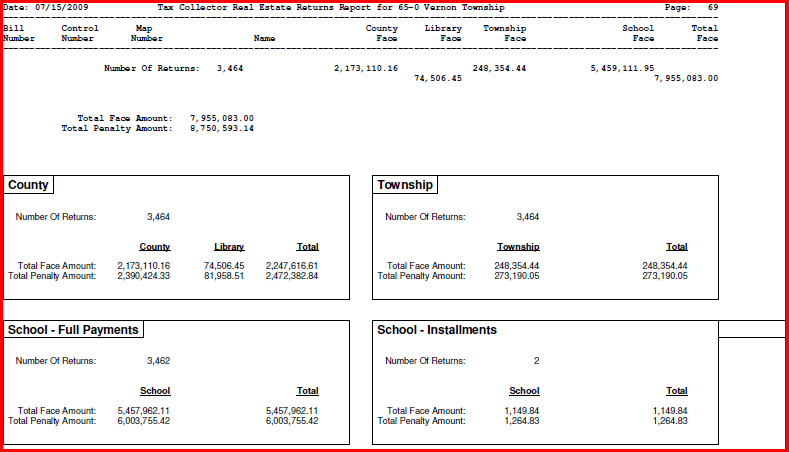 Date: 07/15/2009 Tax Collector Real Estate Returns Report for 65-0 Vernon Township Page: 69
Bill Control Map County Library Township School Total
Number Number Number Name Face Face Face Face Face
Number Of Returns: 3,464 2,173,110.16 248,354.44 5,459,111.95
74,506.45 7,955,083.00
Total Face Amount: 7,955,083.00
Total Penalty Amount: 8,750,593.14
County
Number Of Returns: 3,464
County Library Total
Total Face Amount: 2,173,110.16 74,506.45 2,247,616.61
Total Penalty Amount: 2,390,424.33 81,958.51 2,472,382.84
Township
Number Of Returns: 3,464
Township Total
Total Face Amount: 248,354.44 248,354.44
Total Penalty Amount: 273,190.05 273,190.05
School - Full Payments
Number Of Returns: 3,462
School Total
Total Face Amount: 5,457,962.11 5,457,962.11
Total Penalty Amount: 6,003,755.42 6,003,755.42
School - Installments
Number Of Returns: 2
School Total
Total Face Amount: 1,149.84 1,149.84
Total Penalty Amount: 1,264.83 1,264.83